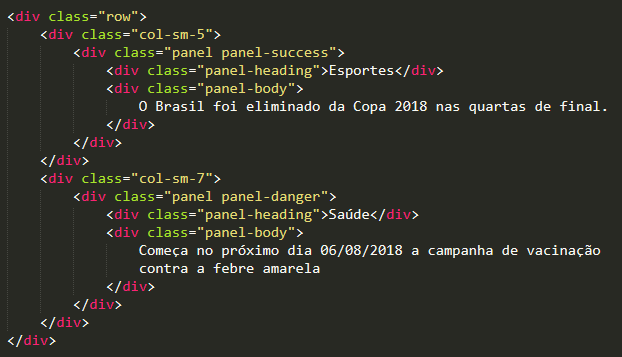 <div class="row">
    <div class="col-sm-5">
        <div class="panel panel-success">
            <div class="panel-heading">Esportes</div>
            <div class="panel-body">
                O Brasil foi eliminado da Copa 2018 nas quartas de final.
            </div>
        </div>
    </div>
    <div class="col-sm-7">
        <div class="panel panel-danger">
            <div class="panel-heading">Saúde</div>
            <div class="panel-body">
                Começa no próximo dia 06/08/2018 a campanha de vacinação
                contra a febre amarela
            </div>
        </div>
    </div>
</div>